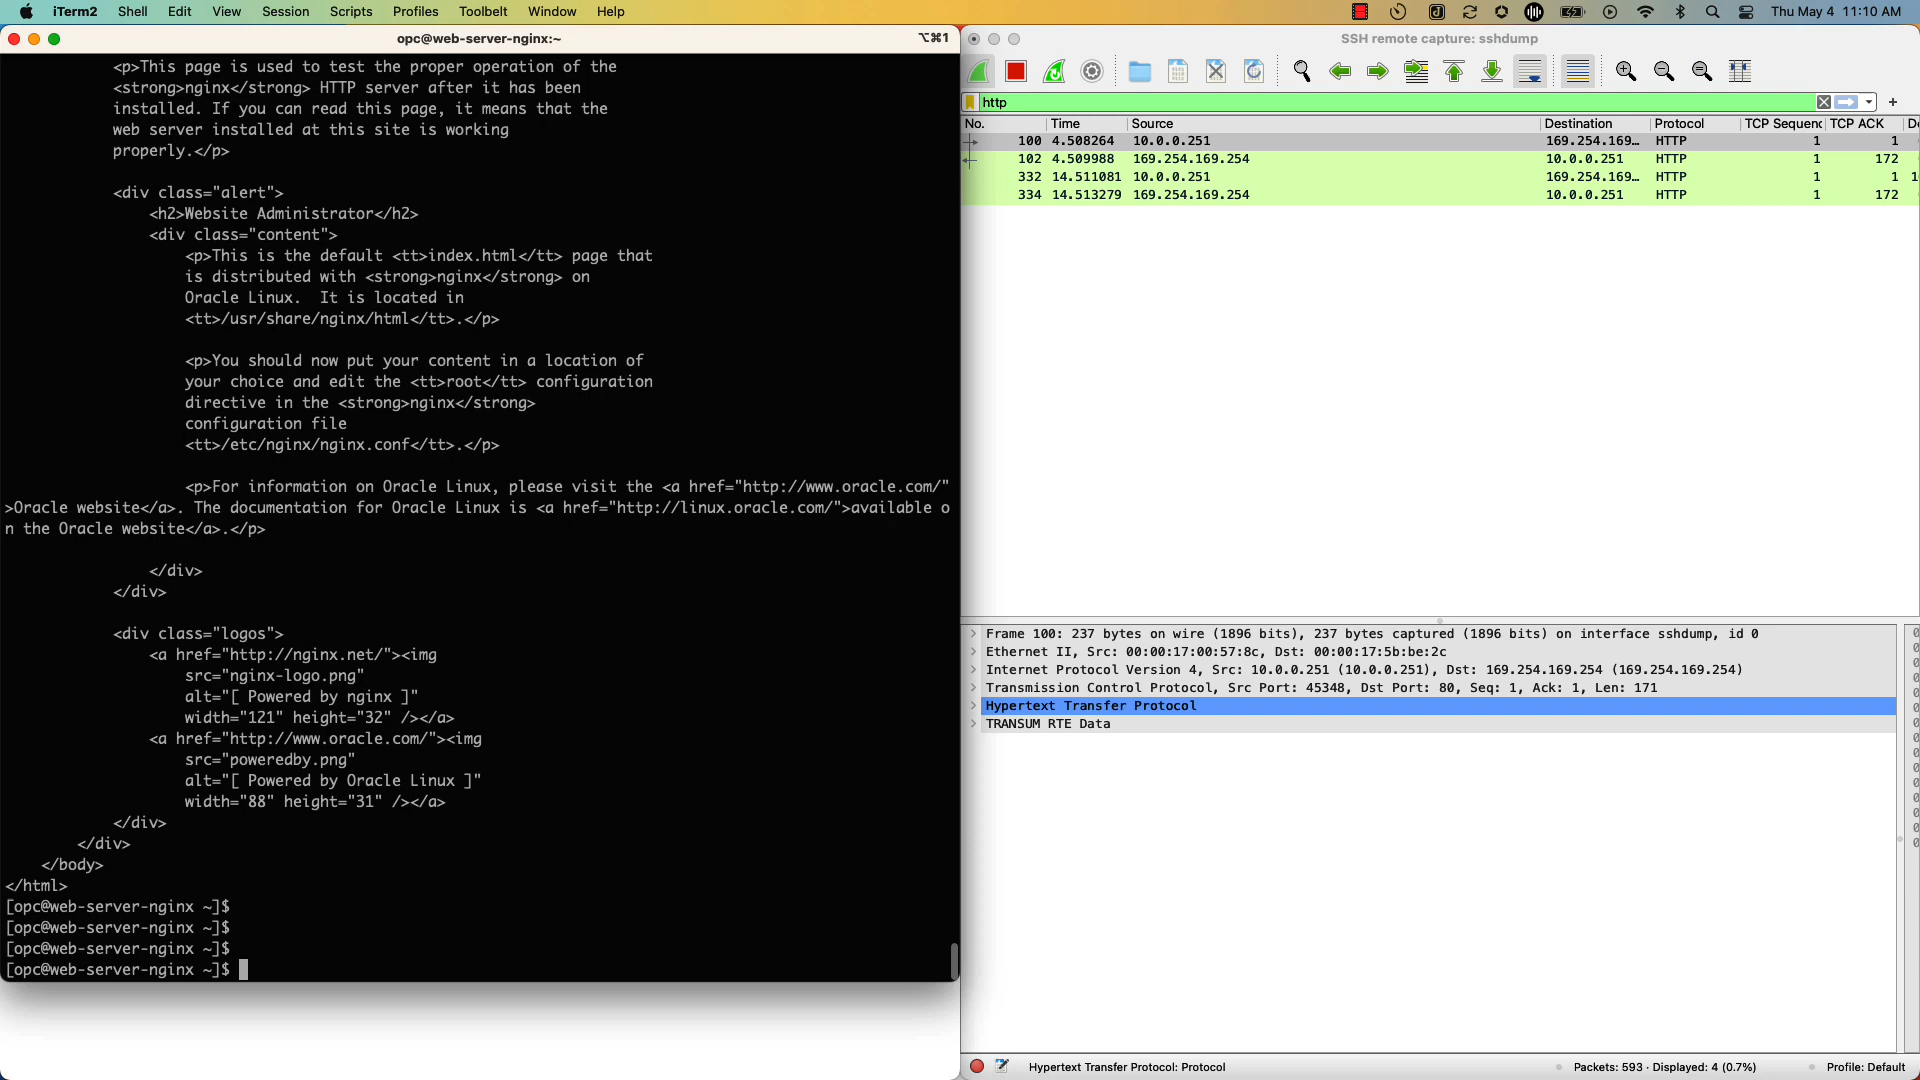 iTerm2 Shell Edit View Session Scripts Profiles Toolbelt Window Help Thu May 4 11:10 AM
opc@web-server-nginx:~ ⌥⌘1
<p>This page is used to test the proper operation of the
<strong>nginx</strong> HTTP server after it has been
installed. If you can read this page, it means that the
web server installed at this site is working
properly.</p>
<div class="alert">
<h2>Website Administrator</h2>
<div class="content">
<p>This is the default <tt>index.html</tt> page that
is distributed with <strong>nginx</strong> on
Oracle Linux.  It is located in
<tt>/usr/share/nginx/html</tt>.</p>
<p>You should now put your content in a location of
your choice and edit the <tt>root</tt> configuration
directive in the <strong>nginx</strong>
configuration file
<tt>/etc/nginx/nginx.conf</tt>.</p>
<p>For information on Oracle Linux, please visit the <a href="http://www.oracle.com/"
>Oracle website</a>. The documentation for Oracle Linux is <a href="http://linux.oracle.com/">available o
n the Oracle website</a>.</p>
</div>
</div>
<div class="logos">
<a href="http://nginx.net/"><img
src="nginx-logo.png"
alt="[ Powered by nginx ]"
width="121" height="32" /></a>
<a href="http://www.oracle.com/"><img
src="poweredby.png"
alt="[ Powered by Oracle Linux ]"
width="88" height="31" /></a>
</div>
</div>
</body>
</html>
[opc@web-server-nginx ~]$
[opc@web-server-nginx ~]$
[opc@web-server-nginx ~]$
[opc@web-server-nginx ~]$
SSH remote capture: sshdump
http
No. Time Source Destination Protocol TCP Sequenc TCP ACK
100 4.508264 10.0.0.251 169.254.169… HTTP 1 1
102 4.509988 169.254.169.254 10.0.0.251 HTTP 1 172
332 14.511081 10.0.0.251 169.254.169… HTTP 1 1
334 14.513279 169.254.169.254 10.0.0.251 HTTP 1 172
Frame 100: 237 bytes on wire (1896 bits), 237 bytes captured (1896 bits) on interface sshdump, id 0
Ethernet II, Src: 00:00:17:00:57:8c, Dst: 00:00:17:5b:be:2c
Internet Protocol Version 4, Src: 10.0.0.251 (10.0.0.251), Dst: 169.254.169.254 (169.254.169.254)
Transmission Control Protocol, Src Port: 45348, Dst Port: 80, Seq: 1, Ack: 1, Len: 171
Hypertext Transfer Protocol
TRANSUM RTE Data
Hypertext Transfer Protocol: Protocol Packets: 593 · Displayed: 4 (0.7%) Profile: Default